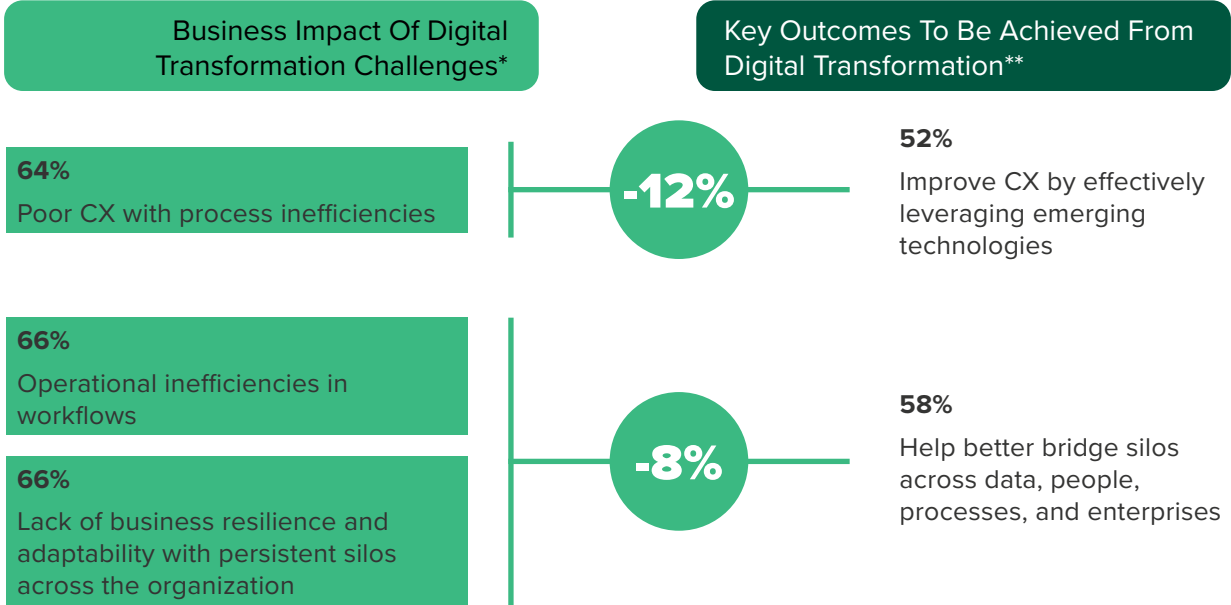 Business Impact Of Digital
Transformation Challenges*
Key Outcomes To Be Achieved From
Digital Transformation**
64%
Poor CX with process inefficiencies
-12%
52%
Improve CX by effectively
leveraging emerging
technologies
66%
Operational inefficiencies in
workflows
66%
Lack of business resilience and
adaptability with persistent silos
across the organization
-8%
58%
Help better bridge silos
across data, people,
processes, and enterprises